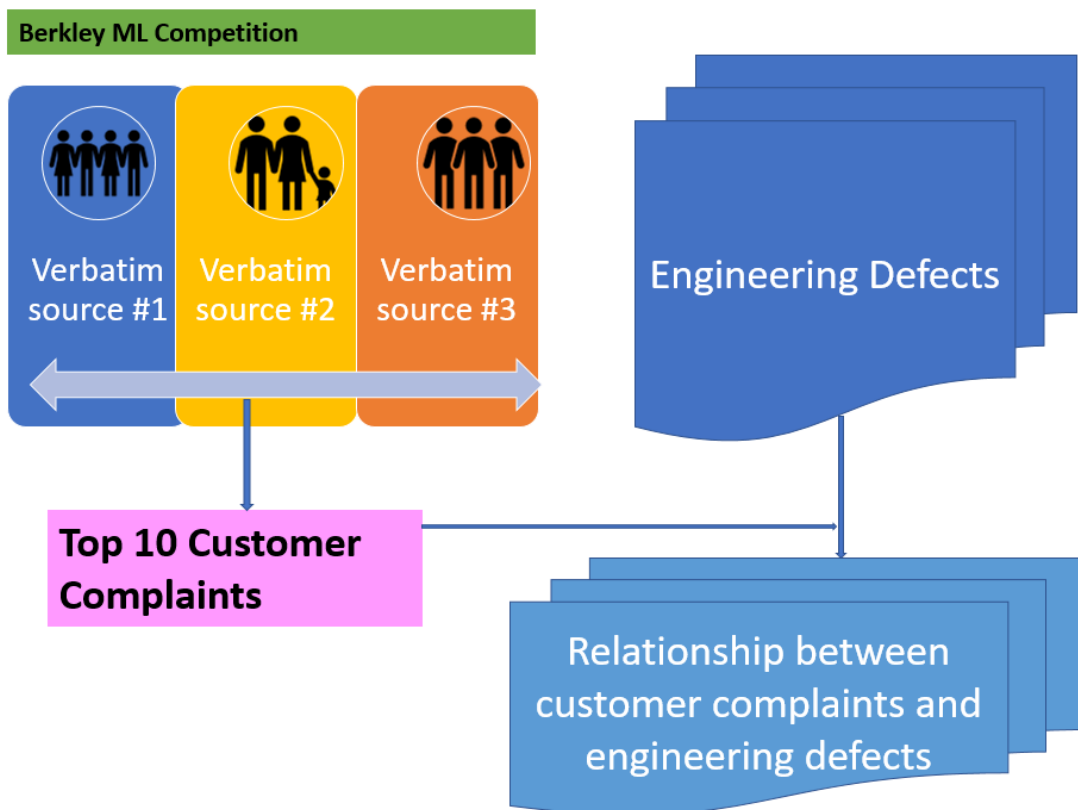 Berkley ML Competition
Verbatim
source #1
Verbatim
source #2
Verbatim
source #3
Engineering Defects
Top 10 Customer
Complaints
Relationship between
customer complaints and
engineering defects